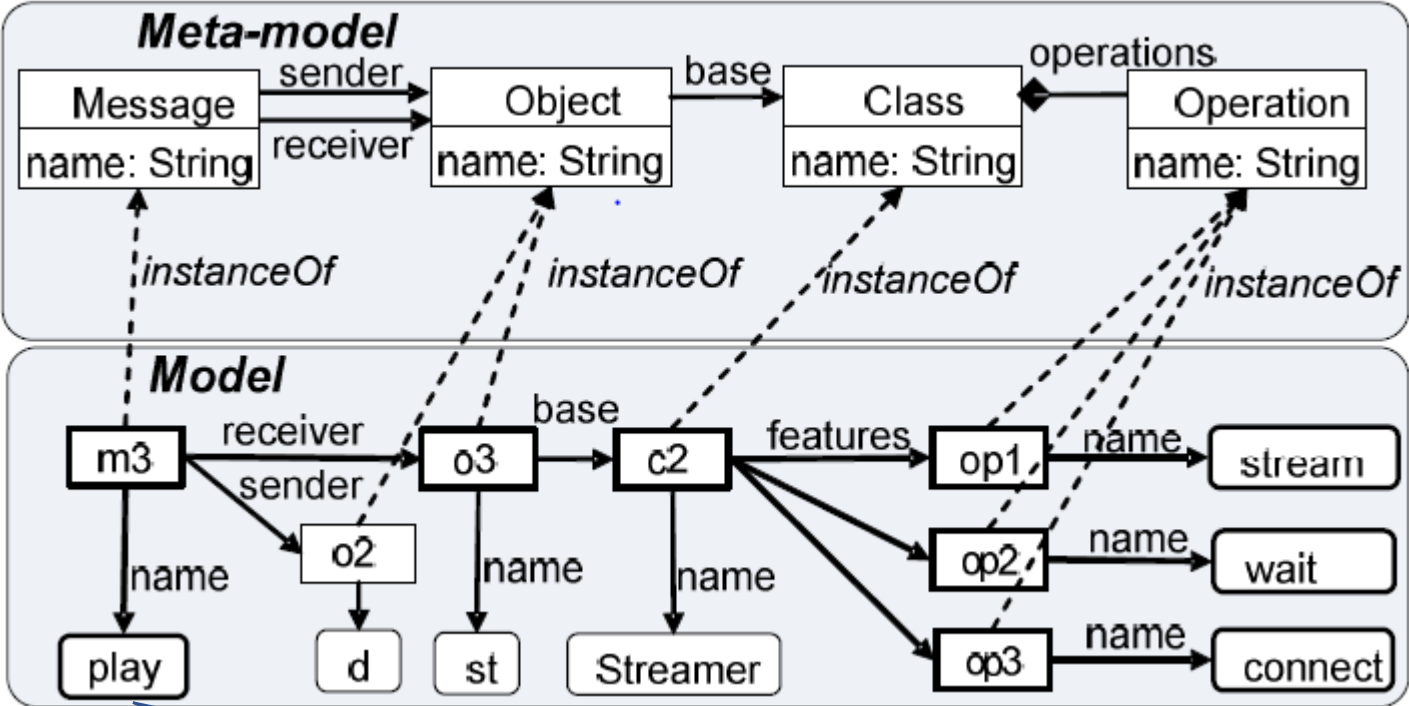 Meta-model
operations
sender
base
Message
Object
Class
Operation
receiver
name: String
name: String
name: String
name: String
instanceOf
instanceOf
instanceOf
instanceOf
Model
base
receiver
features
name
m3
o3
c2
op1
stream
sender
o2
name
op2
wait
name
name
name
name
play
d
st
Streamer
op3
connect